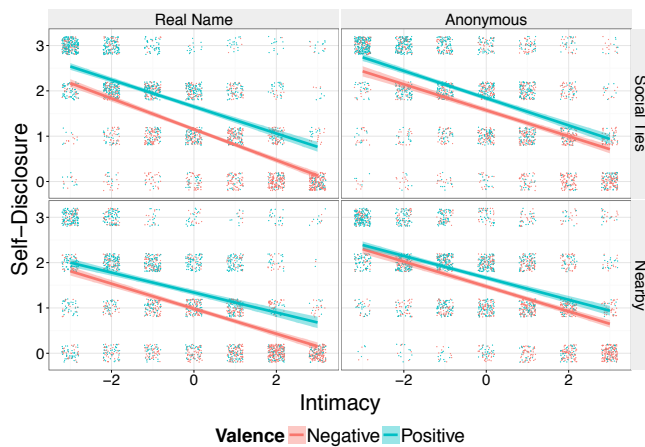 Real Name
Anonymous
3
2
1
0
Social Ties
3
2
1
0
Nearby
Self-Disclosure
-2
0
2
-2
0
2
Intimacy
Valence Negative Positive